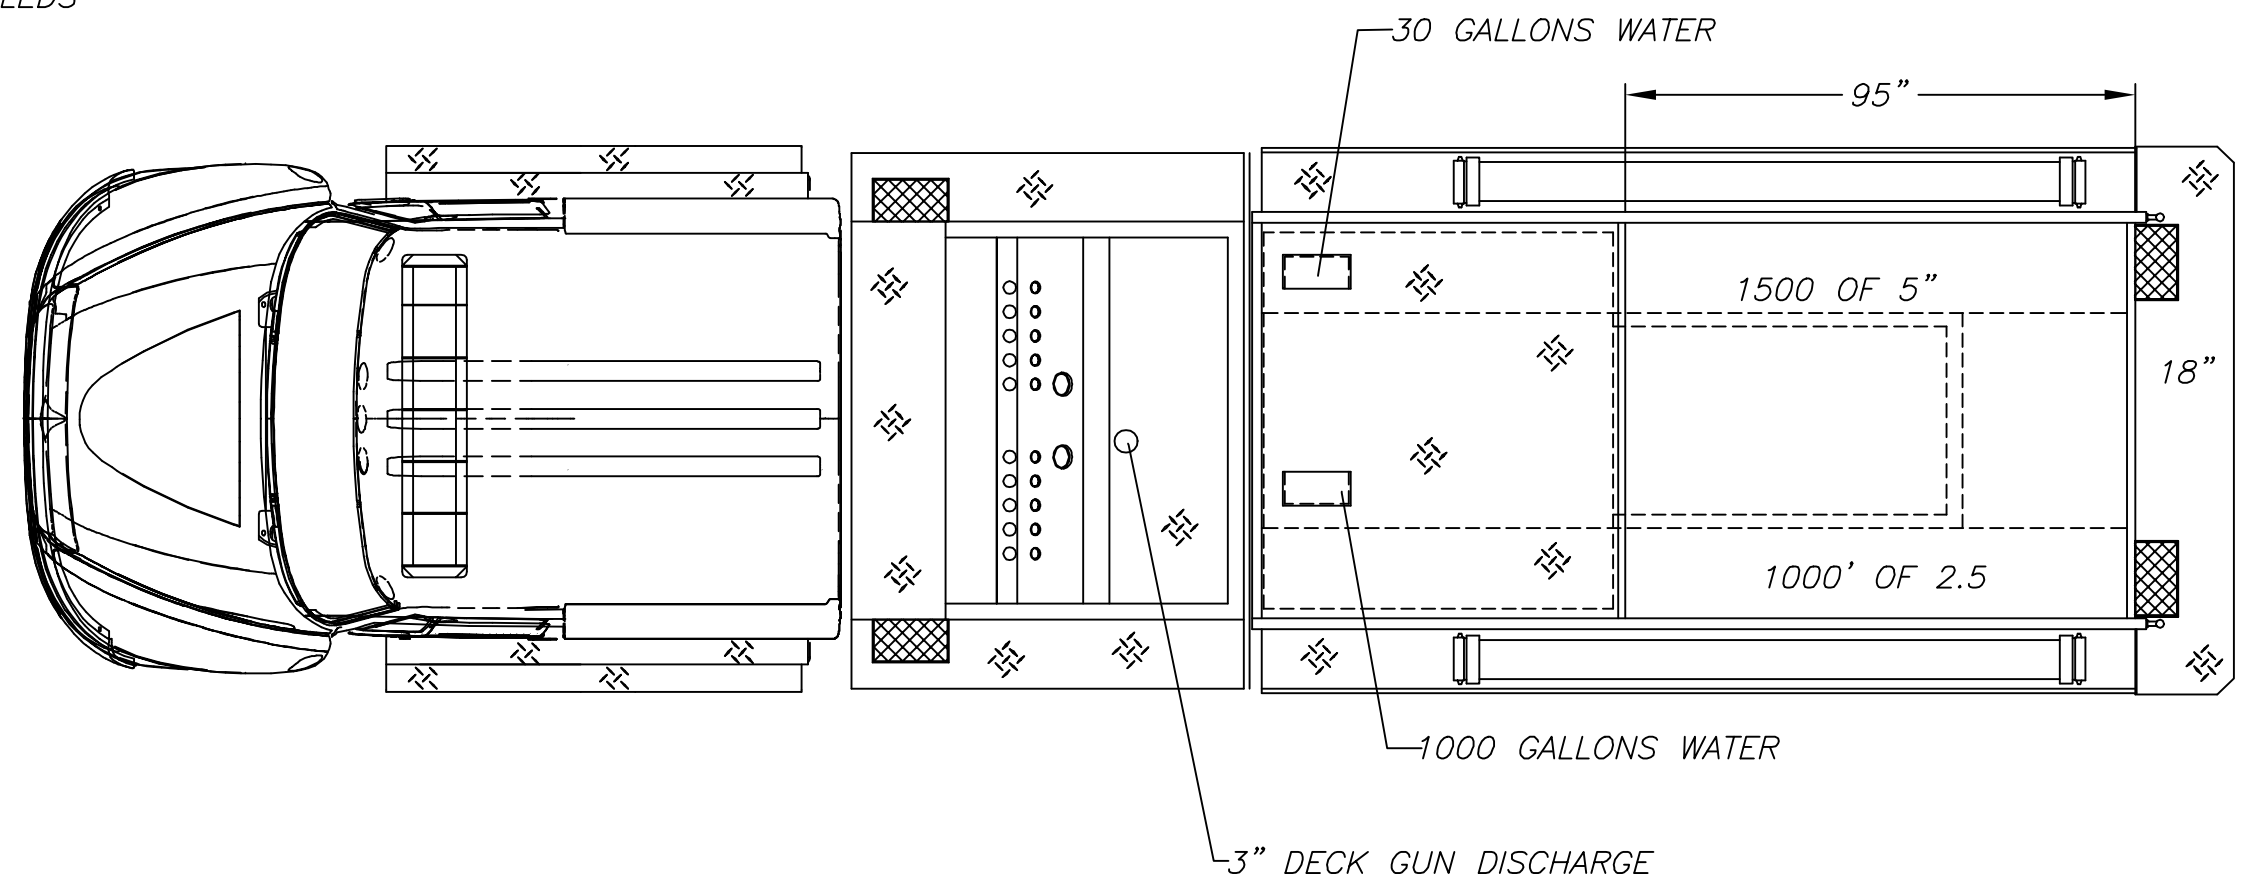 30 GALLONS WATER
95"
1500 OF 5"
18"
1000' OF 2.5
1000 GALLONS WATER
3" DECK GUN DISCHARGE